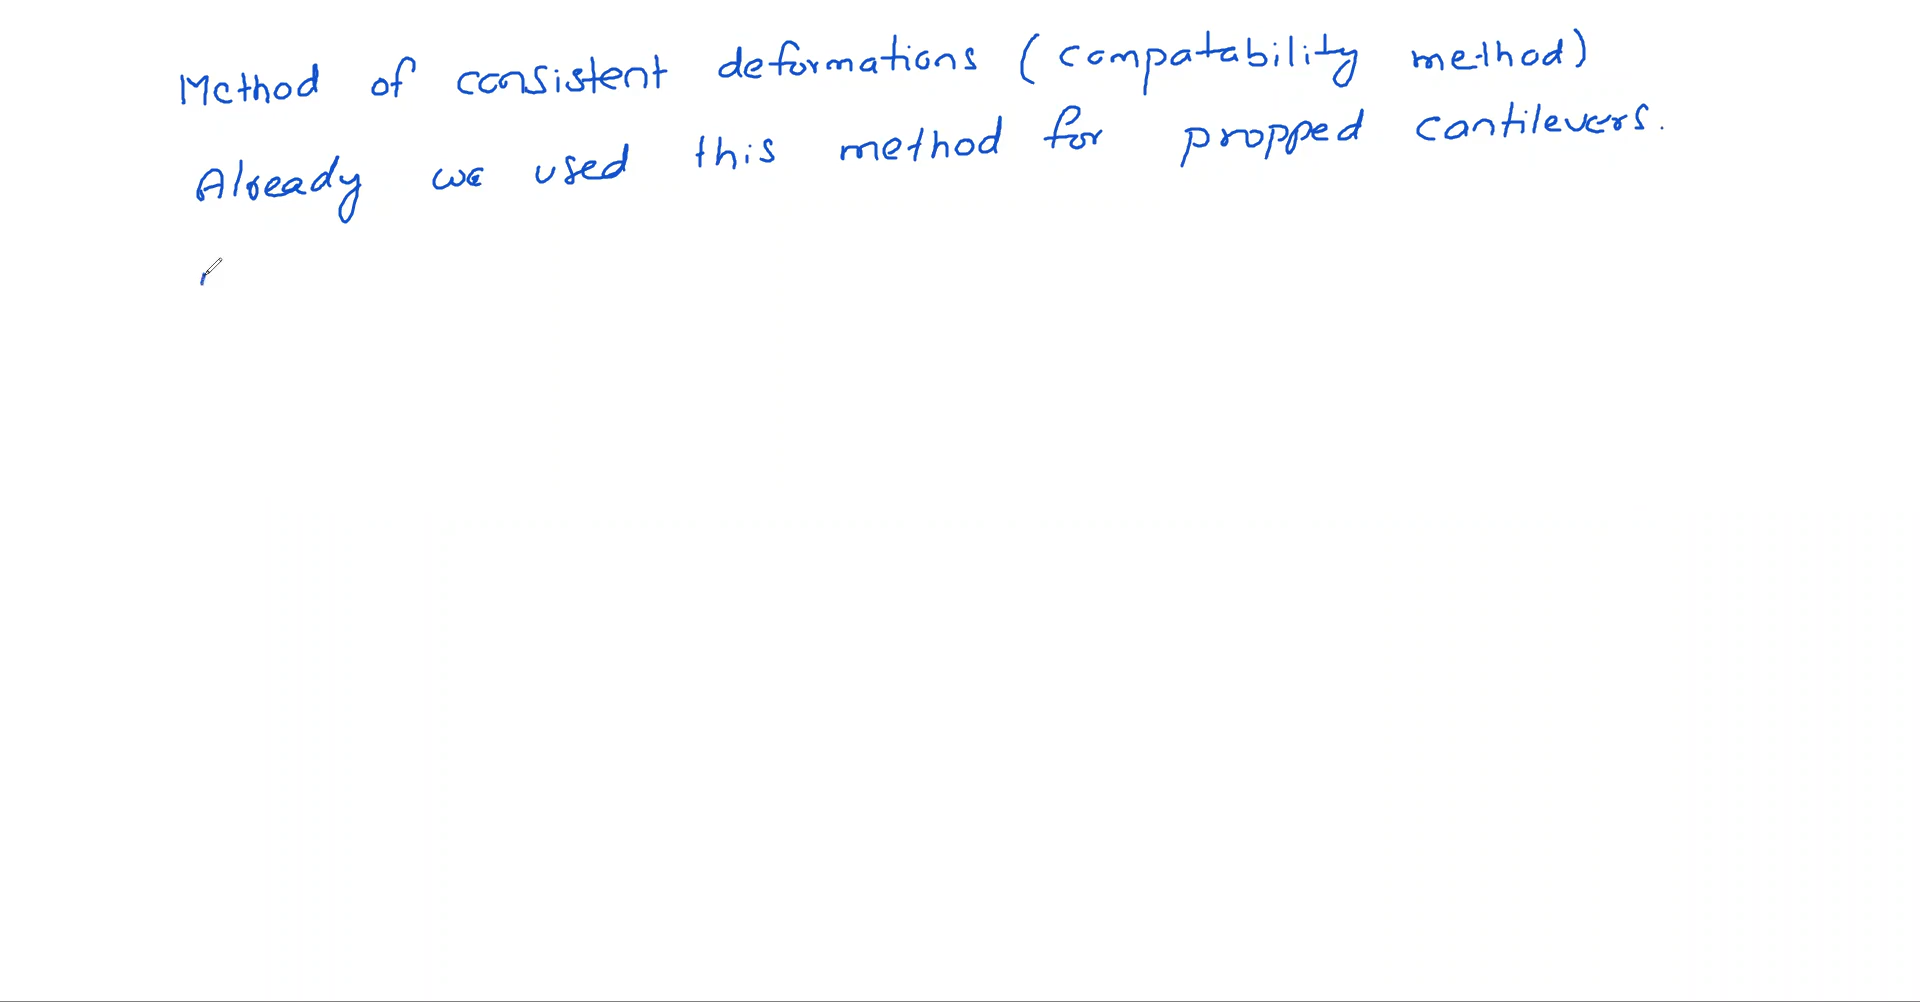 Method of consistent deformations (compatability method)
Already we used this method for propped cantilevers.